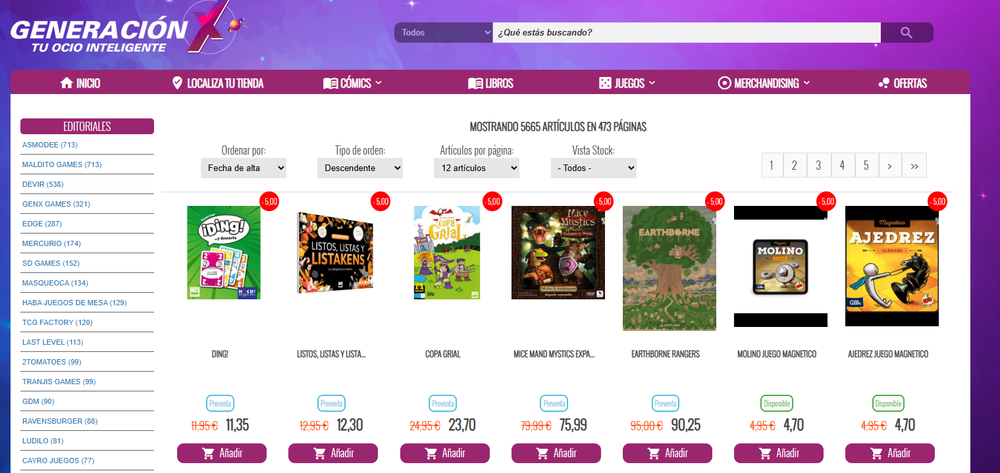 GENERACIÓN X
TU OCIO INTELIGENTE
Todos
¿Qué estás buscando?
INICIO
LOCALIZA TU TIENDA
CÓMICS
LIBROS
JUEGOS
MERCHANDISING
OFERTAS
EDITORIALES
ASMODEE (713)
MALDITO GAMES (713)
DEVIR (538)
GENX GAMES (321)
EDGE (287)
MERCURIO (174)
SD GAMES (152)
MASQUEOCA (134)
HABA JUEGOS DE MESA (129)
TCG FACTORY (120)
LAST LEVEL (113)
2TOMATOES (99)
TRANJIS GAMES (99)
GDM (90)
RAVENSBURGER (88)
LUDILO (81)
CAYRO JUEGOS (77)
MOSTRANDO 5665 ARTÍCULOS EN 473 PÁGINAS
Ordenar por:
Fecha de alta
Tipo de orden:
Descendente
Artículos por página:
12 artículos
Vista Stock:
- Todos -
1 2 3 4 5 > >>
- 5,00
¡DiNg!
...y descarta
HUCH!
DING!
Preventa
11,95 € 11,35
Añadir
- 5,00
LISTOS, LISTAS Y
LISTAKENS
La inteligencia es relativa
LISTOS, LISTAS Y LISTA...
Preventa
12,95 € 12,30
Añadir
- 5,00
COPA
GRIAL
COPA GRIAL
Preventa
24,95 € 23,70
Añadir
- 5,00
%
Mice
Mystics
MICE MAND MYSTICS EXPA...
Preventa
79,99 € 75,99
Añadir
- 5,00
%
EARTHBORNE
RANGERS
EARTHBORNE RANGERS
Preventa
95,00 € 90,25
Añadir
- 5,00
Magnético
MOLINO
Albi
MOLINO JUEGO MAGNETICO
Disponible
4,95 € 4,70
Añadir
- 5,00
%
Magnético
AJEDREZ
CLÁSICOS
Albi
AJEDREZ JUEGO MAGNETICO
Disponible
4,95 € 4,70
Añadir